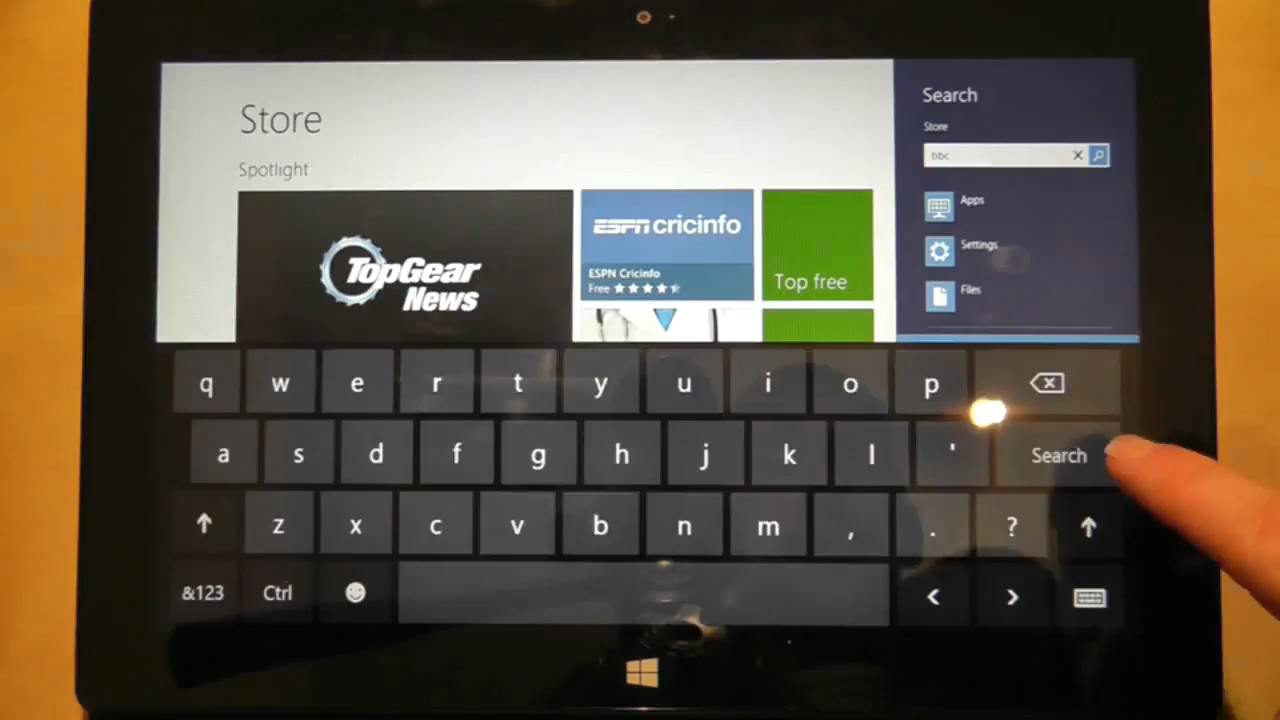 Store
Spotlight
TopGear
News
ESPN cricinfo
ESPN Cricinfo
Free
Top free
Search
Store
bbc
Apps
Settings
Files
q w e r t y u i o p
a s d f g h j k l ' Search
z x c v b n m , . ?
&123 Ctrl < >